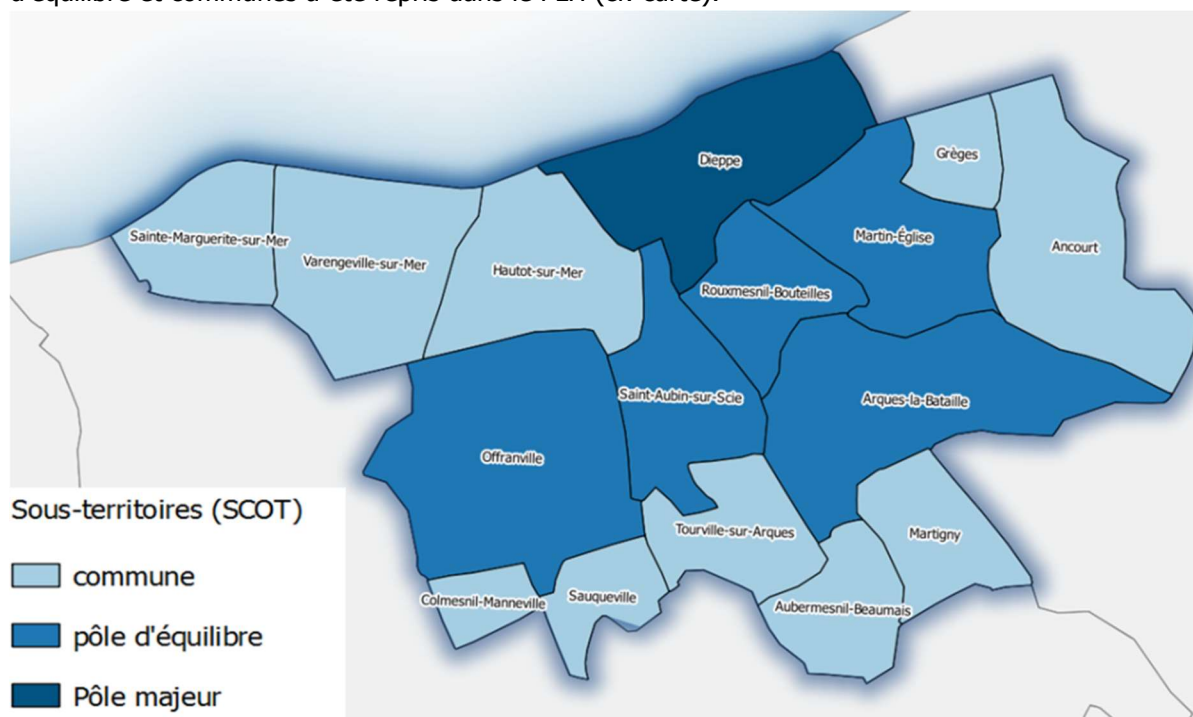 d'équilibre et communes a été repris dans le PLH (cf. carte).
Dieppe
Grèges
Sainte-Marguerite-sur-Mer
Martin-Église
Ancourt
Varengeville-sur-Mer
Hautot-sur-Mer
Rouxmesnil-Bouteilles
Saint-Aubin-sur-Scie
Arques-la-Bataille
Offranville
Sous-territoires (SCOT)
Tourville-sur-Arques
Martigny
commune
Colmesnil-Manneville
Sauqueville
Aubermesnil-Beaumais
pôle d'équilibre
Pôle majeur